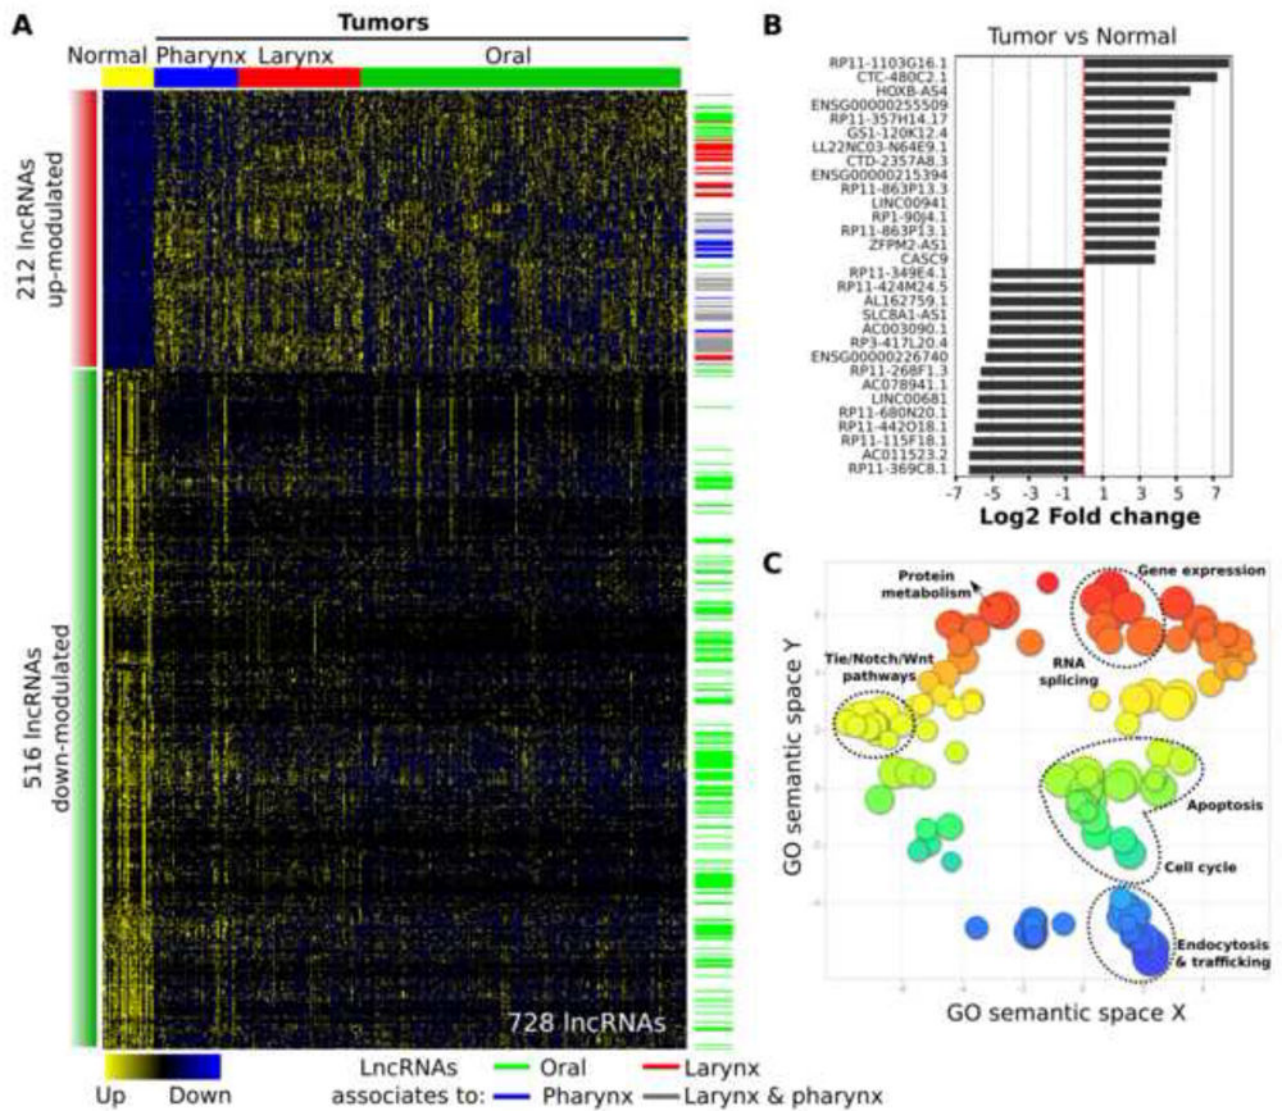 A
Tumors
Normal Pharynx Larynx Oral
212 lncRNAs
up-modulated
516 lncRNAs
down-modulated
728 lncRNAs
Up Down
LncRNAs
associates to:
Oral
Larynx
Pharynx
Larynx & pharynx
B
Tumor vs Normal
RP11-1103G16.1
CTC-480C2.1
HOXB-AS4
ENSG00000255509
RP11-357H14.17
GS1-120K12.4
LL22NC03-N64E9.1
CTD-2357A8.3
ENSG00000215394
RP11-863P13.3
LINC00941
RP1-90J4.1
RP11-863P13.1
ZFPM2-AS1
CASC9
RP11-349E4.1
RP11-424M24.5
AL162759.1
SLC8A1-AS1
AC003090.1
RP3-417L20.4
ENSG00000226740
RP11-268F1.3
AC078941.1
LINC00681
RP11-680N20.1
RP11-442O18.1
RP11-115F18.1
AC011523.2
RP11-369C8.1
-7 -5 -3 -1 1 3 5 7
Log2 Fold change
C
Protein
metabolism
Gene expression
RNA
splicing
Tie/Notch/Wnt
pathways
Apoptosis
Cell cycle
Endocytosis
& trafficking
GO semantic space Y
GO semantic space X